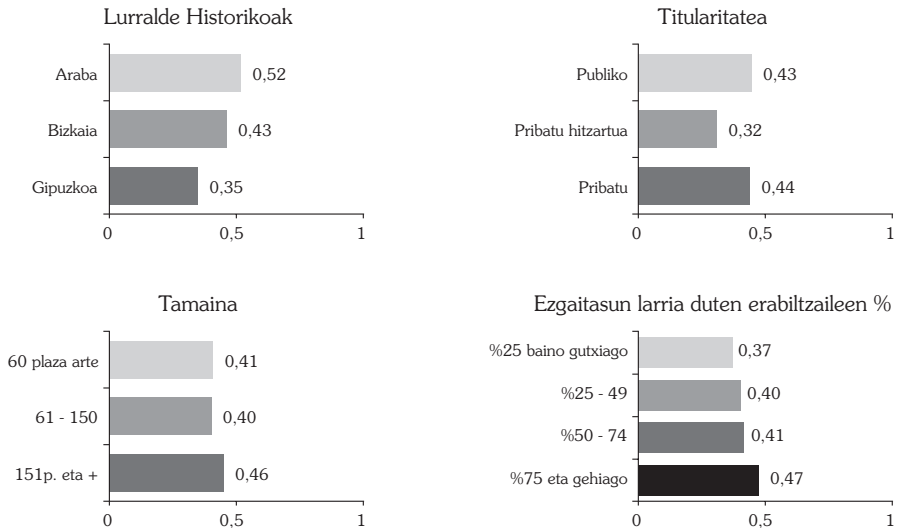 Lurralde Historikoak
Araba 0,52
Bizkaia 0,43
Gipuzkoa 0,35
0 0,5 1
Titularitatea
Publiko 0,43
Pribatu hitzartua 0,32
Pribatu 0,44
0 0,5 1
Tamaina
60 plaza arte 0,41
61 - 150 0,40
151p. eta + 0,46
0 0,5 1
Ezgaitasun larria duten erabiltzaileen %
%25 baino gutxiago 0,37
%25 - 49 0,40
%50 - 74 0,41
%75 eta gehiago 0,47
0 0,5 1